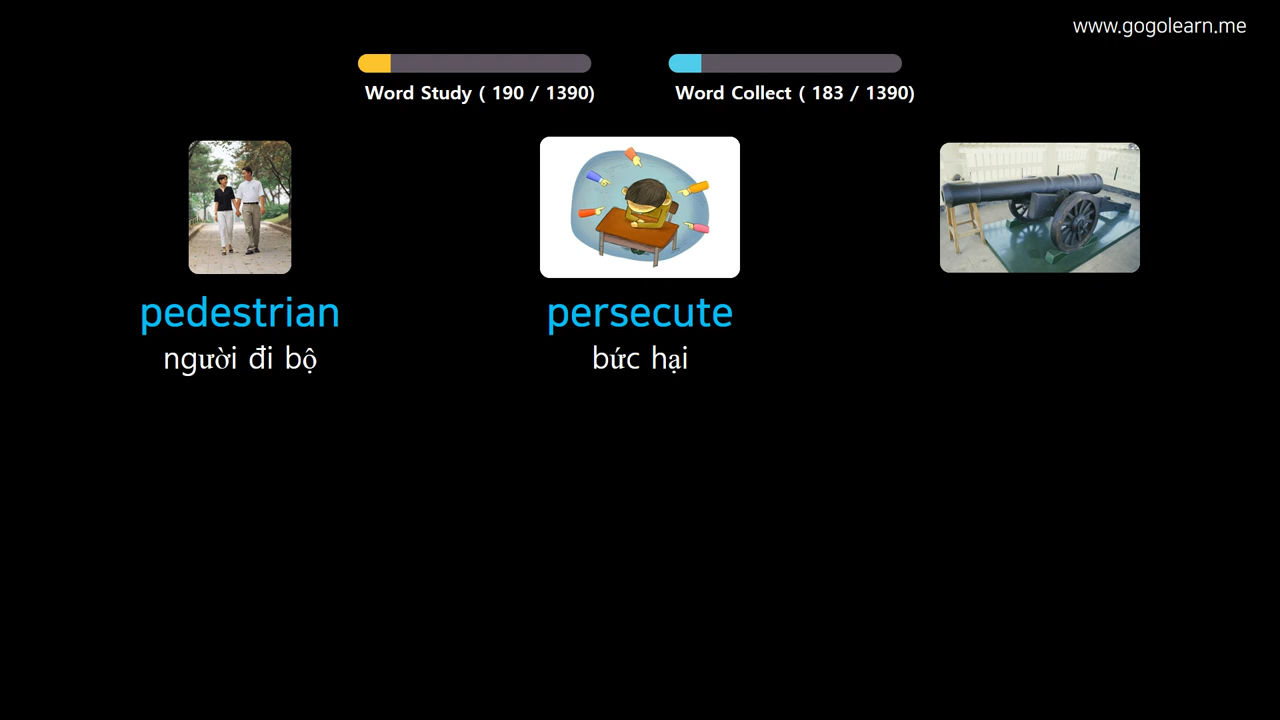 www.gogolearn.me
Word Study ( 190 / 1390)
Word Collect ( 183 / 1390)
pedestrian
người đi bộ
persecute
bức hại